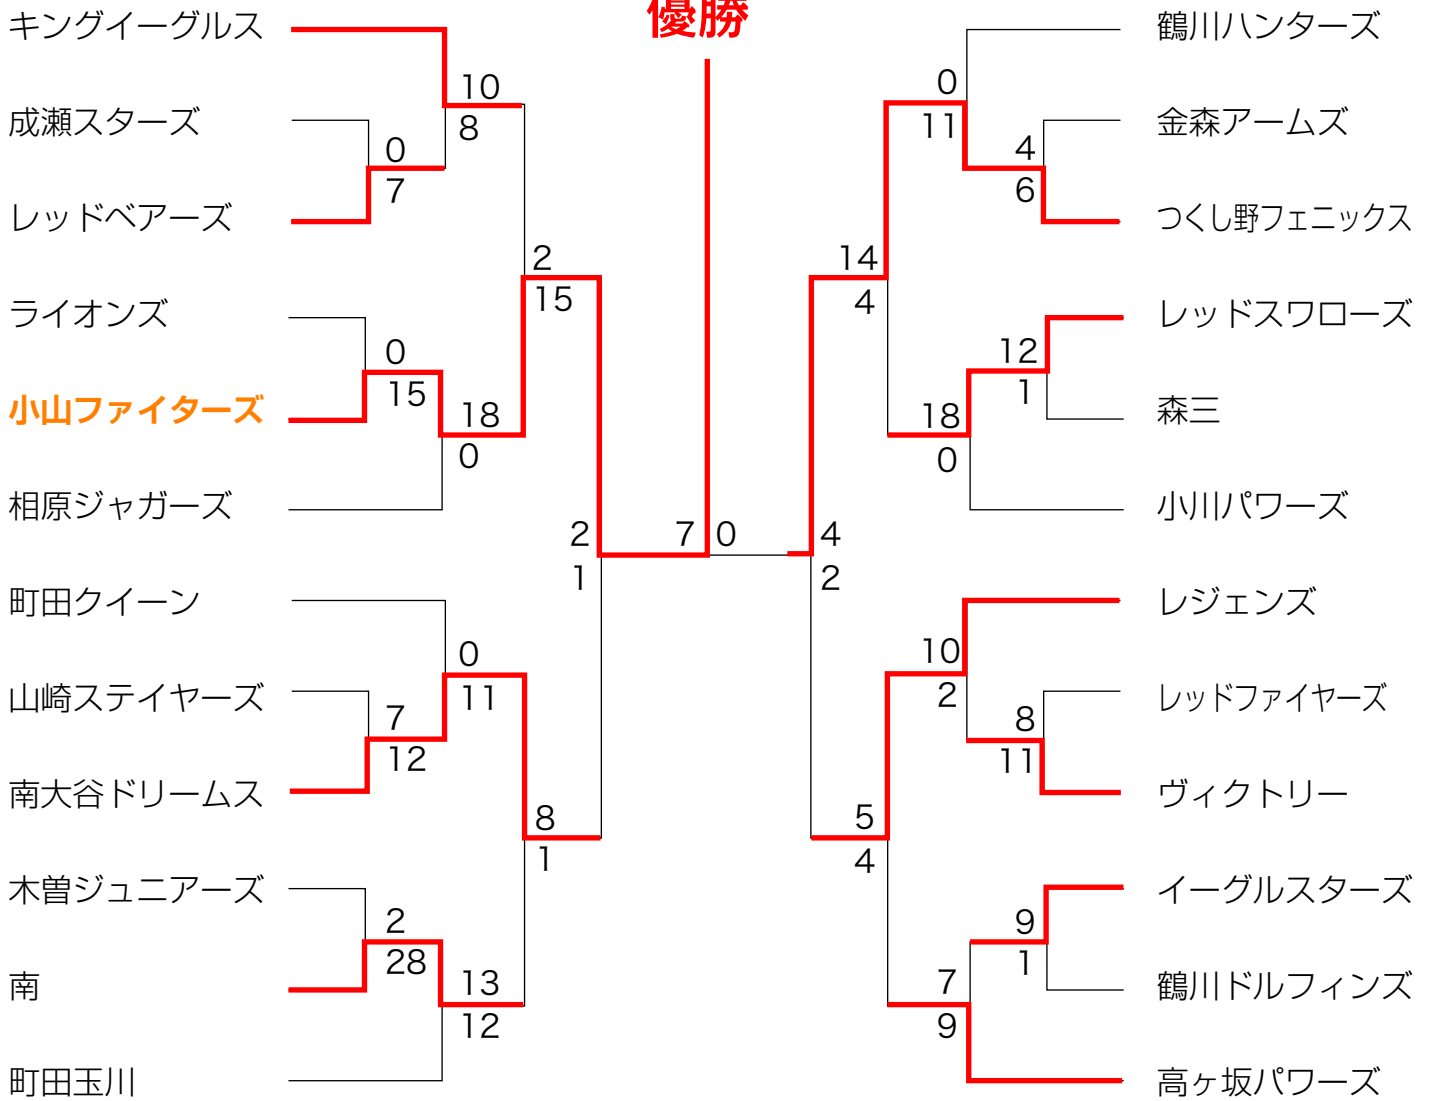 優勝
キングイーグルス
成瀬スターズ
レッドベアーズ
ライオンズ
小山ファイターズ
相原ジャガーズ
町田クイーン
山崎ステイヤーズ
南大谷ドリームス
木曽ジュニアーズ
南
町田玉川
10
8
0
7
2
15
0
15
18
0
2
1
0
11
7
12
8
1
2
28
13
12
7 0
0
11
4
6
14
4
12
1
18
0
4
2
10
2
8
11
5
4
9
1
7
9
鶴川ハンターズ
金森アームズ
つくし野フェニックス
レッドスワローズ
森三
小川パワーズ
レジェンズ
レッドファイヤーズ
ヴィクトリー
イーグルスターズ
鶴川ドルフィンズ
高ヶ坂パワーズ